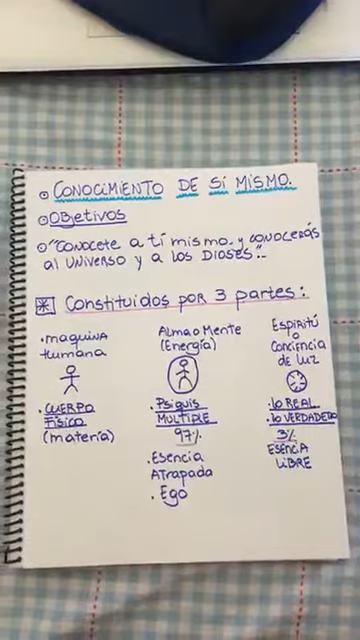 CONOCIMIENTO DE SÍ MISMO.
OBJetivos
"CONOCETE a tí mismo y CONOCERÁS
al UNIVERSO y a LOS DIOSES"..
Constituidos por 3 partes:
.maquina
Humana
.CUERPO
FÍSICO
(materia)
Alma o Mente
(Energía)
.PSIQUIS
MÚLTIPLE
97%
.Esencia
ATrapada
.Ego
ESPIRITÚ
o
CONCIENCIA
DE LUZ
.lo REAL
.lo VERDADERO
3%
ESENCIA
LIBRE